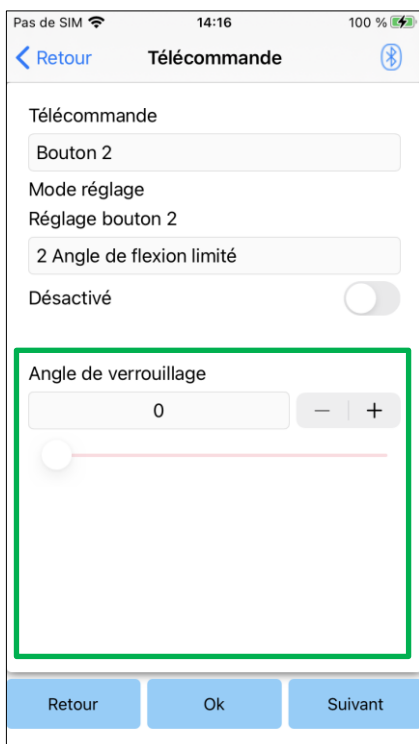 Pas de SIM 14:16 100 %
Retour Télécommande
Télécommande
Bouton 2
Mode réglage
Réglage bouton 2
2 Angle de flexion limité
Désactivé
Angle de verrouillage
0 − +
Retour Ok Suivant